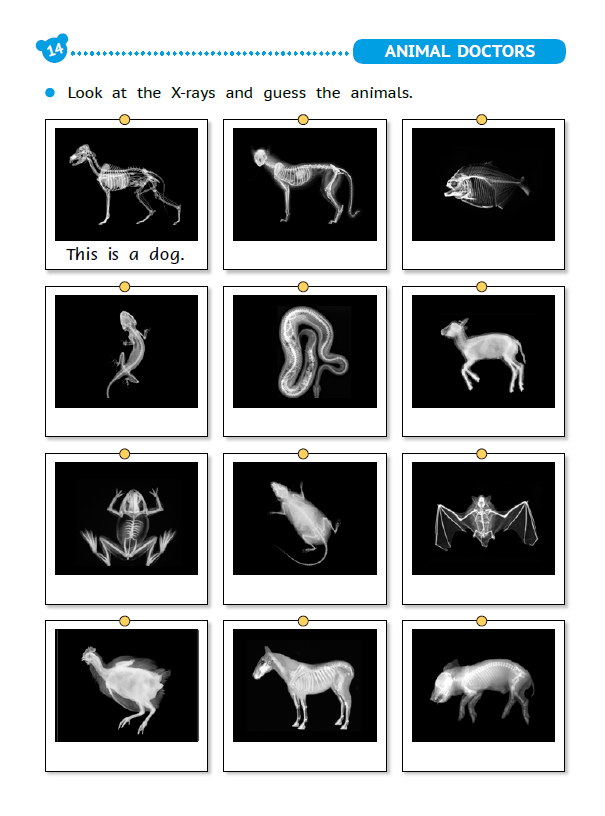 14
ANIMAL DOCTORS
Look at the X-rays and guess the animals.
This is a dog.